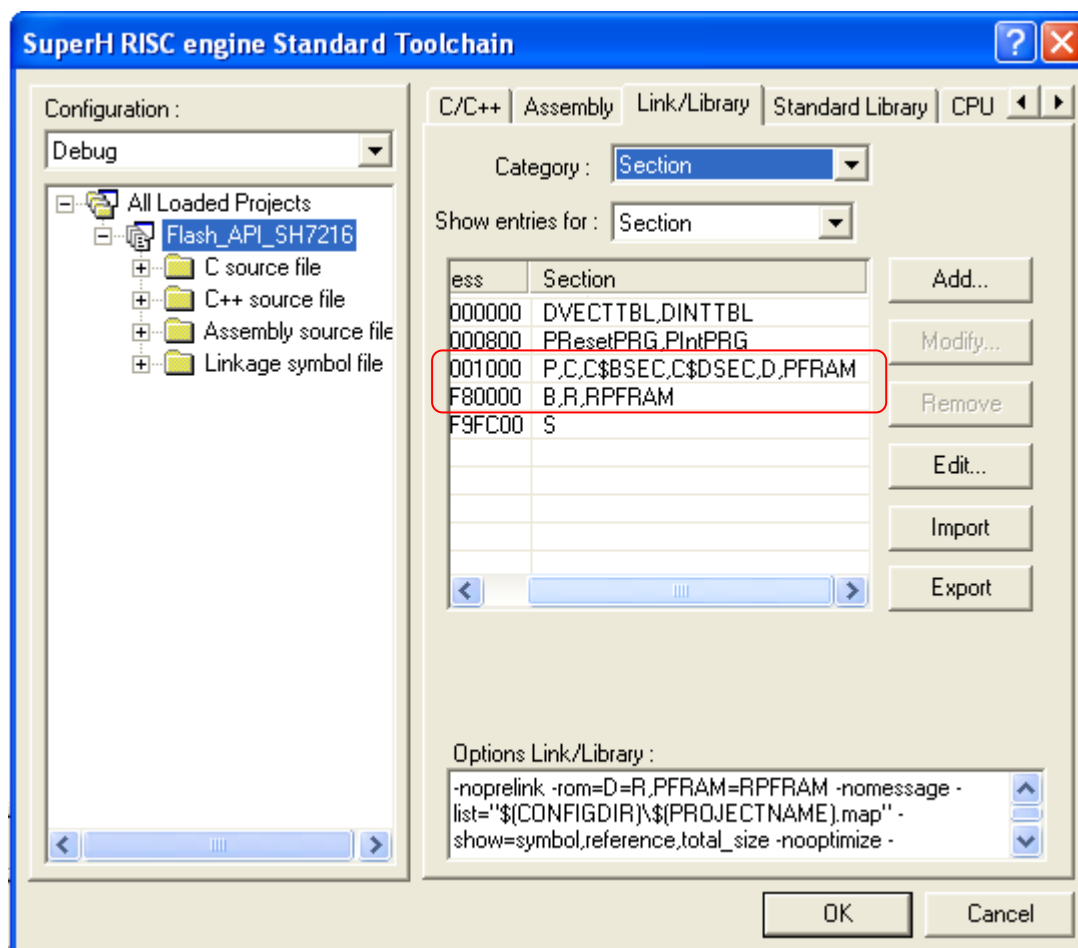 SuperH RISC engine Standard Toolchain
Configuration :
Debug
All Loaded Projects
Flash_API_SH7216
C source file
C++ source file
Assembly source file
Linkage symbol file
C/C++ Assembly Link/Library Standard Library CPU
Category : Section
Show entries for : Section
ess Section
000000 DVECTTBL,DINTTBL
000800 PResetPRG,PIntPRG
001000 P,C,C$BSEC,C$DSEC,D,PFRAM
F80000 B,R,RPFRAM
F9FC00 S
Add...
Modify...
Remove
Edit...
Import
Export
Options Link/Library :
-noprelink -rom=D=R,PFRAM=RPFRAM -nomessage -
list="$(CONFIGDIR)\$(PROJECTNAME).map" -
show=symbol,reference,total_size -nooptimize -
OK Cancel